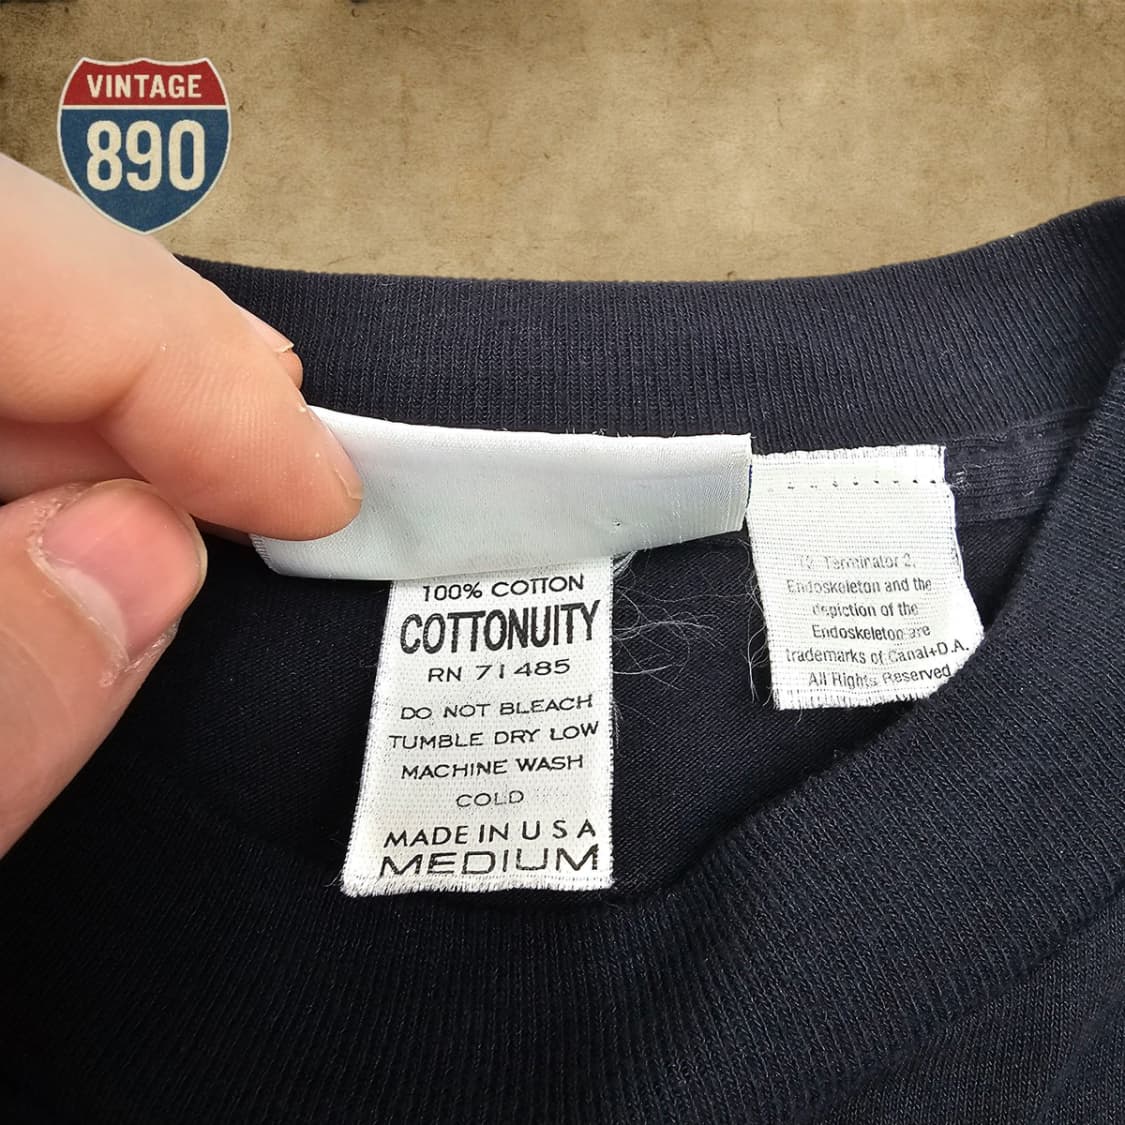 VINTAGE
890
100% COTTON
COTTONUITY
RN 71485
DO NOT BLEACH
TUMBLE DRY LOW
MACHINE WASH
COLD
MADE IN U S A
MEDIUM
Terminator 2,
Endoskeleton and the
depiction of the
Endoskeleton are
trademarks of Canal+D.A.
All Rights Reserved